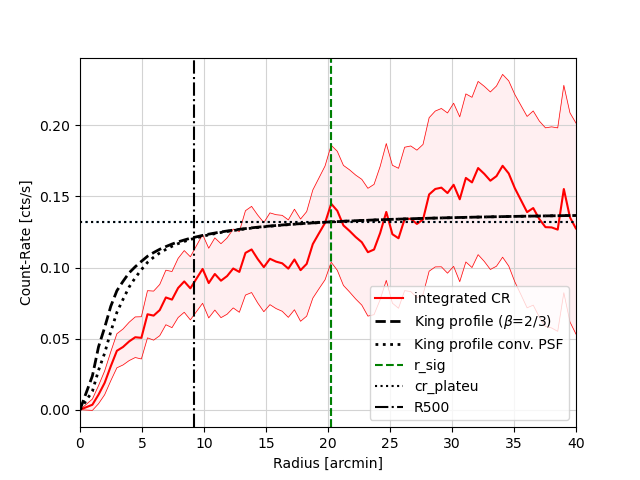 0.20
0.15
0.10
0.05
0.00
Count-Rate [cts/s]
integrated CR
King profile (β=2/3)
King profile conv. PSF
r_sig
cr_plateu
R500
0 5 10 15 20 25 30 35 40
Radius [arcmin]